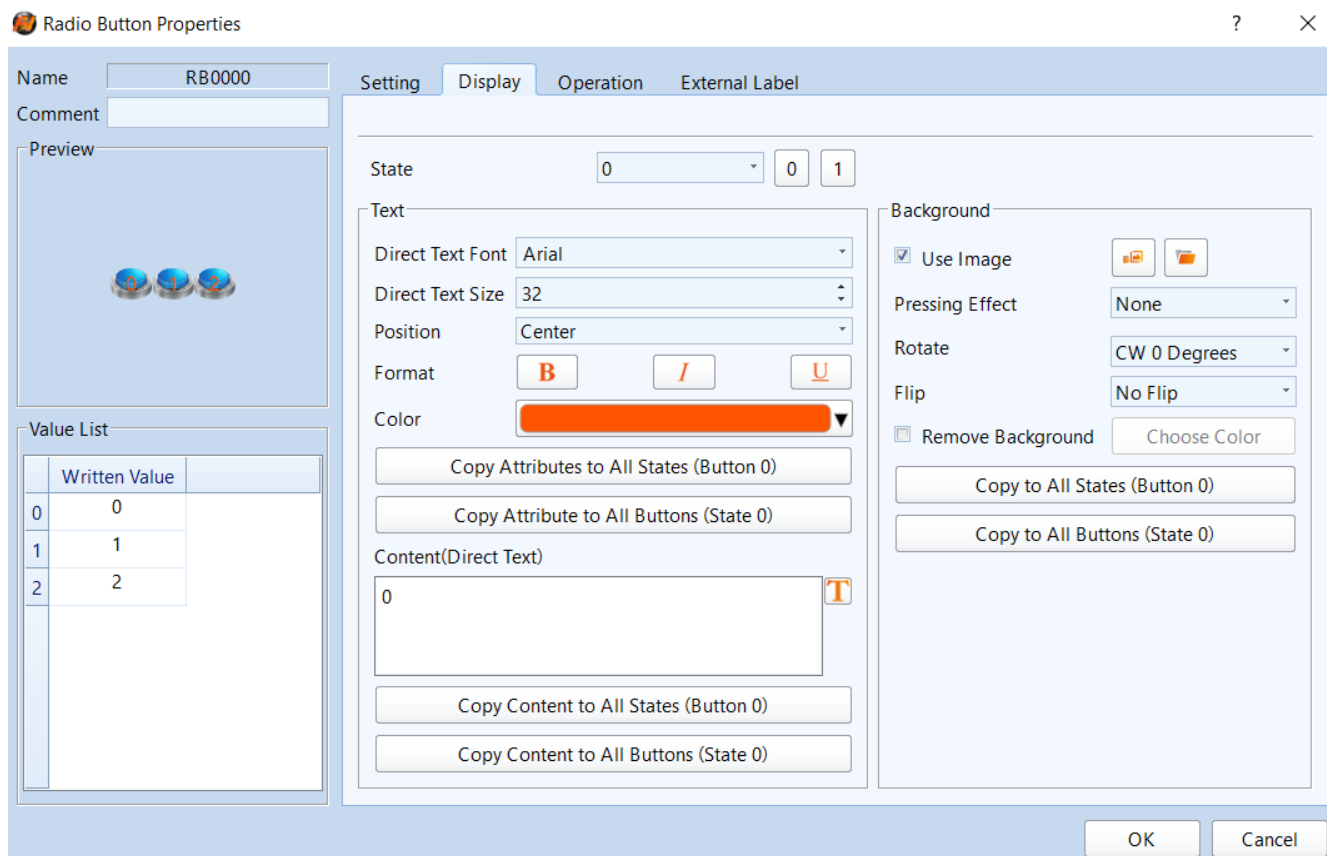 Radio Button Properties ?
Name RB0000
Comment
Preview
0 1 2
Value List
Written Value
0 0
1 1
2 2
Setting Display Operation External Label
State 0 0 1
Text
Direct Text Font Arial
Direct Text Size 32
Position Center
Format B I U
Color
Copy Attributes to All States (Button 0)
Copy Attribute to All Buttons (State 0)
Content(Direct Text)
0 T
Copy Content to All States (Button 0)
Copy Content to All Buttons (State 0)
Background
Use Image
Pressing Effect None
Rotate CW 0 Degrees
Flip No Flip
Remove Background Choose Color
Copy to All States (Button 0)
Copy to All Buttons (State 0)
OK Cancel